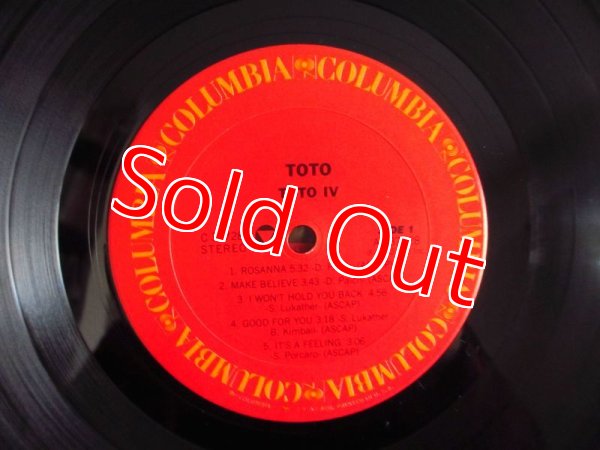 COLUMBIA COLUMBIA COLUMBIA COLUMBIA COLUMBIA COLUMBIA
TOTO
TOTO IV
SIDE 1
STEREO
Sold Out
1. ROSANNA 5:32 -D.
2. MAKE BELIEVE 3:43 -D.
3. I WON'T HOLD YOU BACK 4:56
-S. Lukather (ASCAP)
4. GOOD FOR YOU 3:18 -S. Lukather
B. Kimball (ASCAP)
5. IT'S A FEELING 3:06
-S. Porcaro (ASCAP)